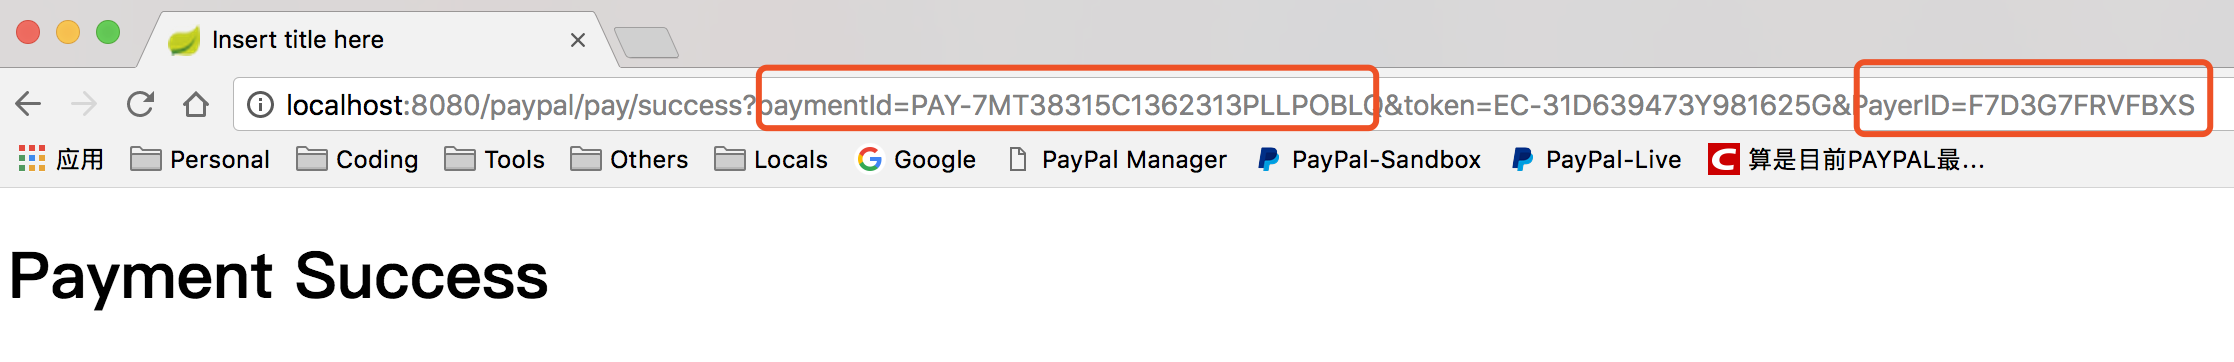 Insert title here
localhost:8080/paypal/pay/success?paymentId=PAY-7MT38315C1362313PLLPOBLQ&token=EC-31D639473Y981625G&PayerID=F7D3G7FRVFBXS
应用 Personal Coding Tools Others Locals Google PayPal Manager PayPal-Sandbox PayPal-Live 算是目前PAYPAL最...
Payment Success